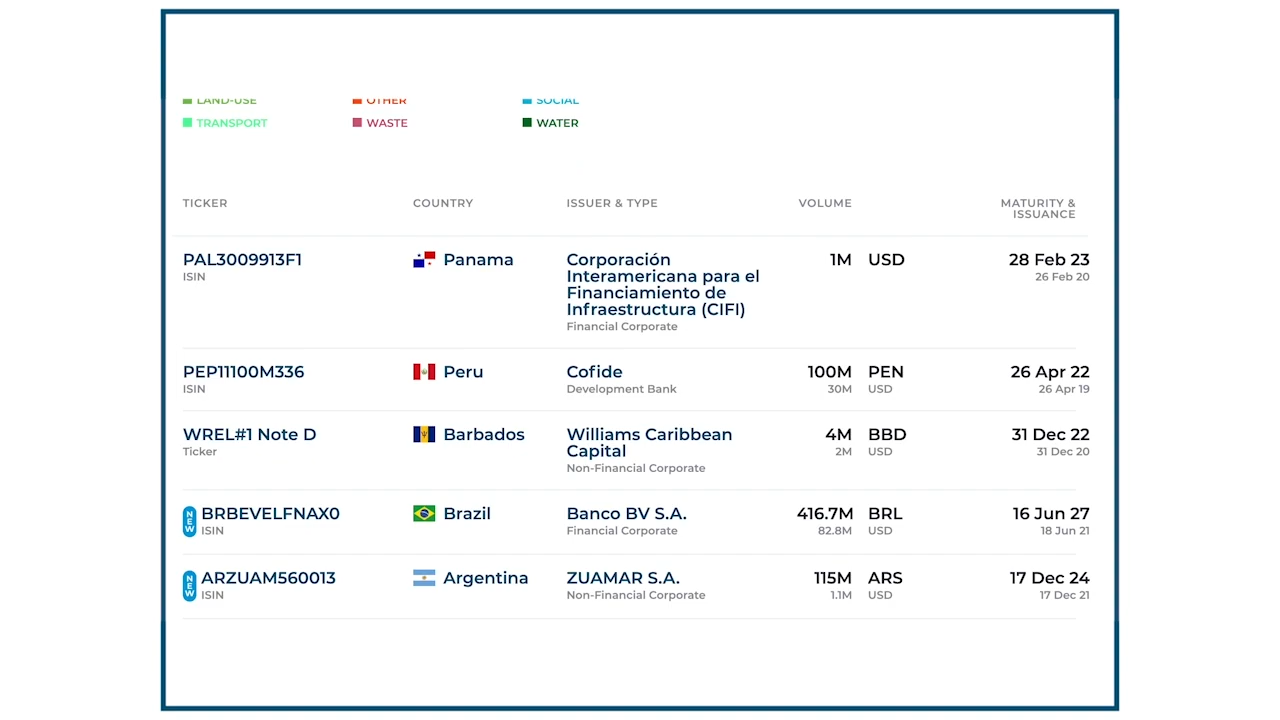 LAND-USE OTHER SOCIAL
TRANSPORT WASTE WATER
TICKER COUNTRY ISSUER & TYPE VOLUME MATURITY &
ISSUANCE
PAL3009913F1 Panama Corporación 1M USD 28 Feb 23
ISIN Interamericana para el 26 Feb 20
Financiamiento de
Infraestructura (CIFI)
Financial Corporate
PEP11100M336 Peru Cofide 100M PEN 26 Apr 22
ISIN Development Bank 30M USD 26 Apr 19
WREL#1 Note D Barbados Williams Caribbean 4M BBD 31 Dec 22
Ticker Capital 2M USD 31 Dec 20
Non-Financial Corporate
NEW BRBEVELFNAX0 Brazil Banco BV S.A. 416.7M BRL 16 Jun 27
ISIN Financial Corporate 82.8M USD 18 Jun 21
NEW ARZUAM560013 Argentina ZUAMAR S.A. 115M ARS 17 Dec 24
ISIN Non-Financial Corporate 1.1M USD 17 Dec 21